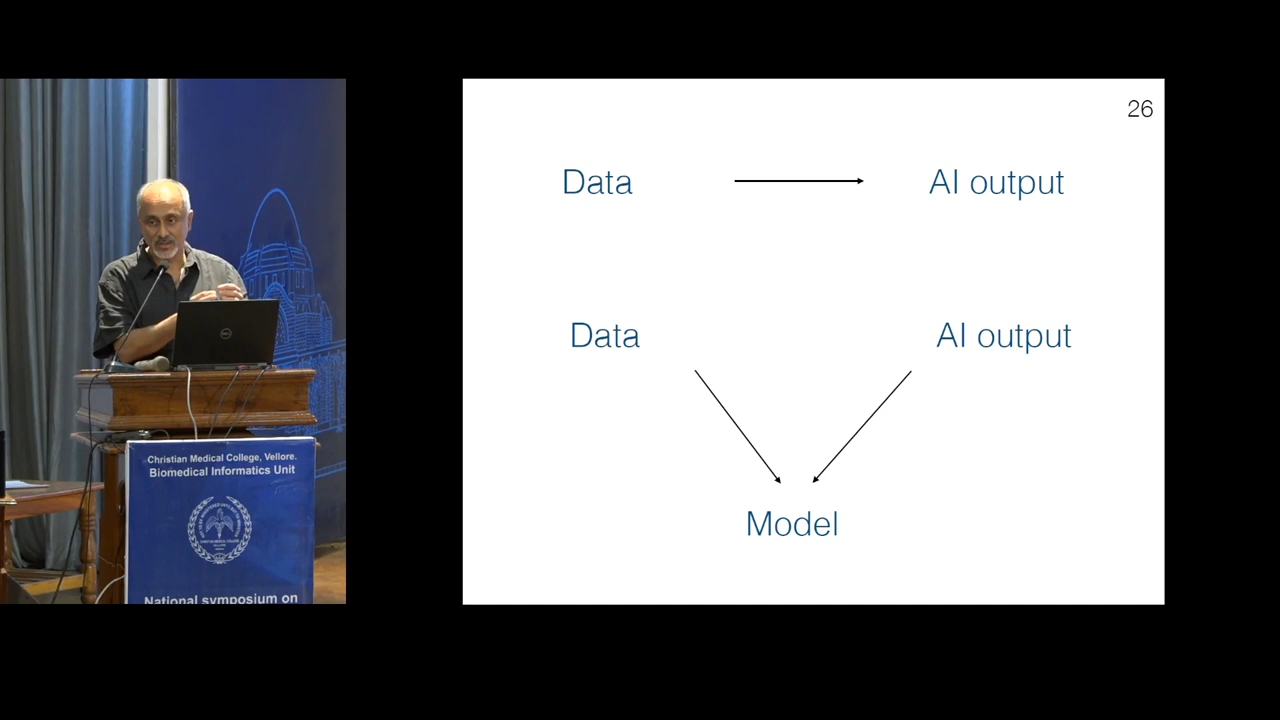 26
Data
AI output
Data
AI output
Model
Christian Medical College, Vellore.
Biomedical Informatics Unit
National symposium on